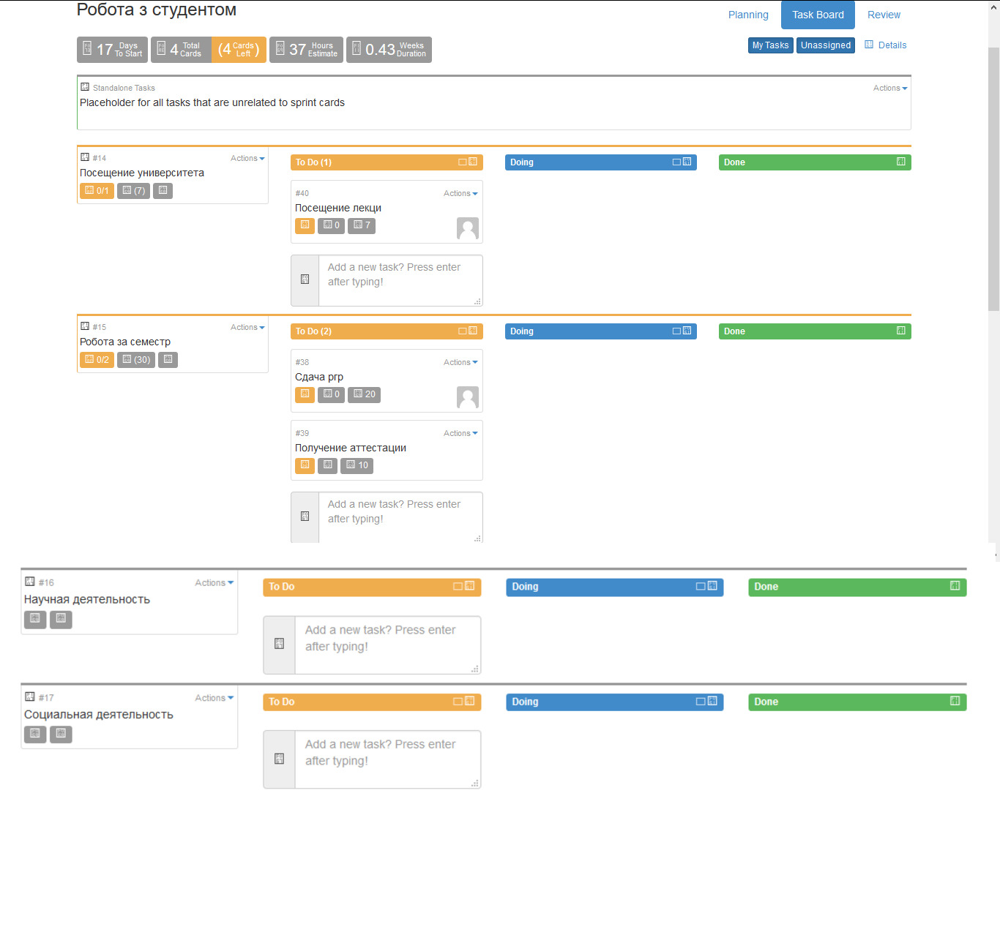 Робота з студентом
Planning Task Board Review
17 Days To Start 4 Total Cards (4 Cards Left) 37 Hours Estimate 0.43 Weeks Duration
My Tasks Unassigned Details
Standalone Tasks Actions
Placeholder for all tasks that are unrelated to sprint cards
#14 Actions
Посещение университета
0/1 (7)
To Do (1) Doing Done
#40 Actions
Посещение лекци
0 7
Add a new task? Press enter
after typing!
#15 Actions
Робота за семестр
0/2 (30)
To Do (2) Doing Done
#38 Actions
Сдача ргр
0 20
#39 Actions
Получение аттестации
10
Add a new task? Press enter
after typing!
#16 Actions
Научная деятельность
To Do Doing Done
Add a new task? Press enter
after typing!
#17 Actions
Социальная деятельность
To Do Doing Done
Add a new task? Press enter
after typing!